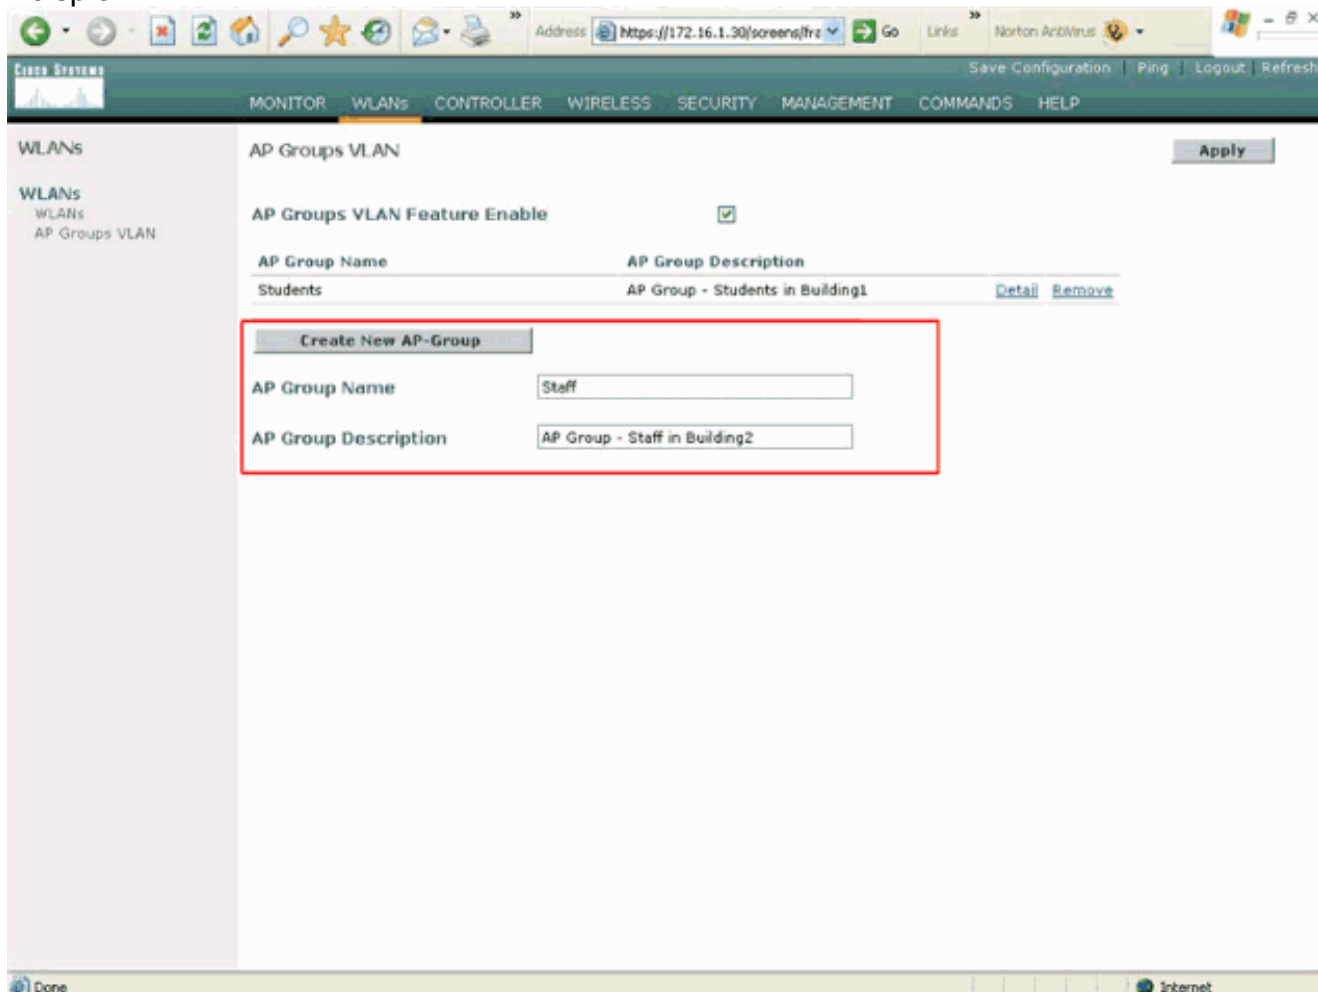 Address https://172.16.1.30/screens/fra Go Links Norton AntiVirus
CISCO SYSTEMS
Save Configuration | Ping | Logout | Refresh
MONITOR WLANs CONTROLLER WIRELESS SECURITY MANAGEMENT COMMANDS HELP
WLANs
AP Groups VLAN
Apply
WLANs
WLANs
AP Groups VLAN
AP Groups VLAN Feature Enable
AP Group Name AP Group Description
Students AP Group - Students in Building1 Detail Remove
Create New AP-Group
AP Group Name Staff
AP Group Description AP Group - Staff in Building2
Done Internet